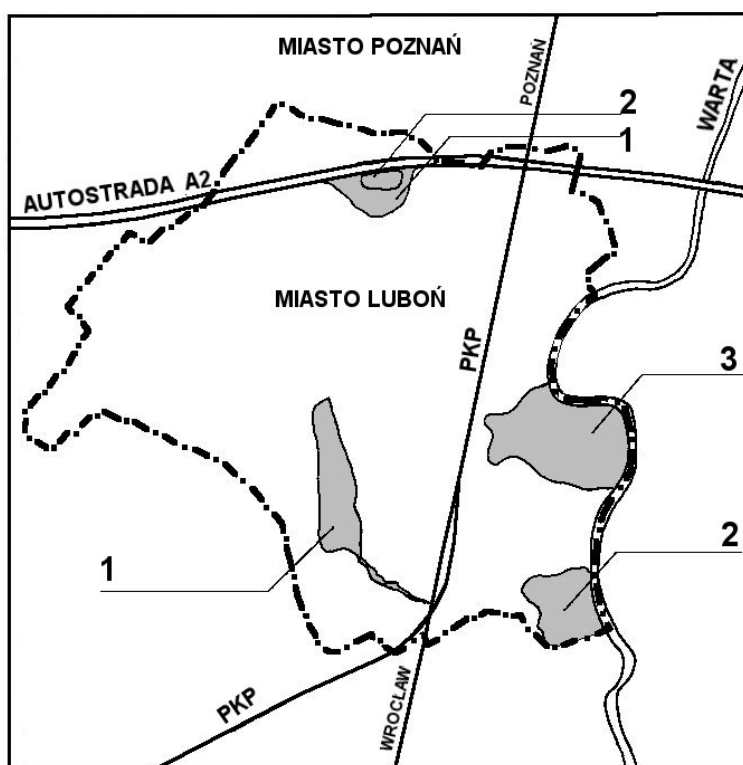 MIASTO POZNAŃ
POZNAŃ
WARTA
2
1
AUTOSTRADA A2
MIASTO LUBOŃ
PKP
3
1
2
PKP
WROCŁAW